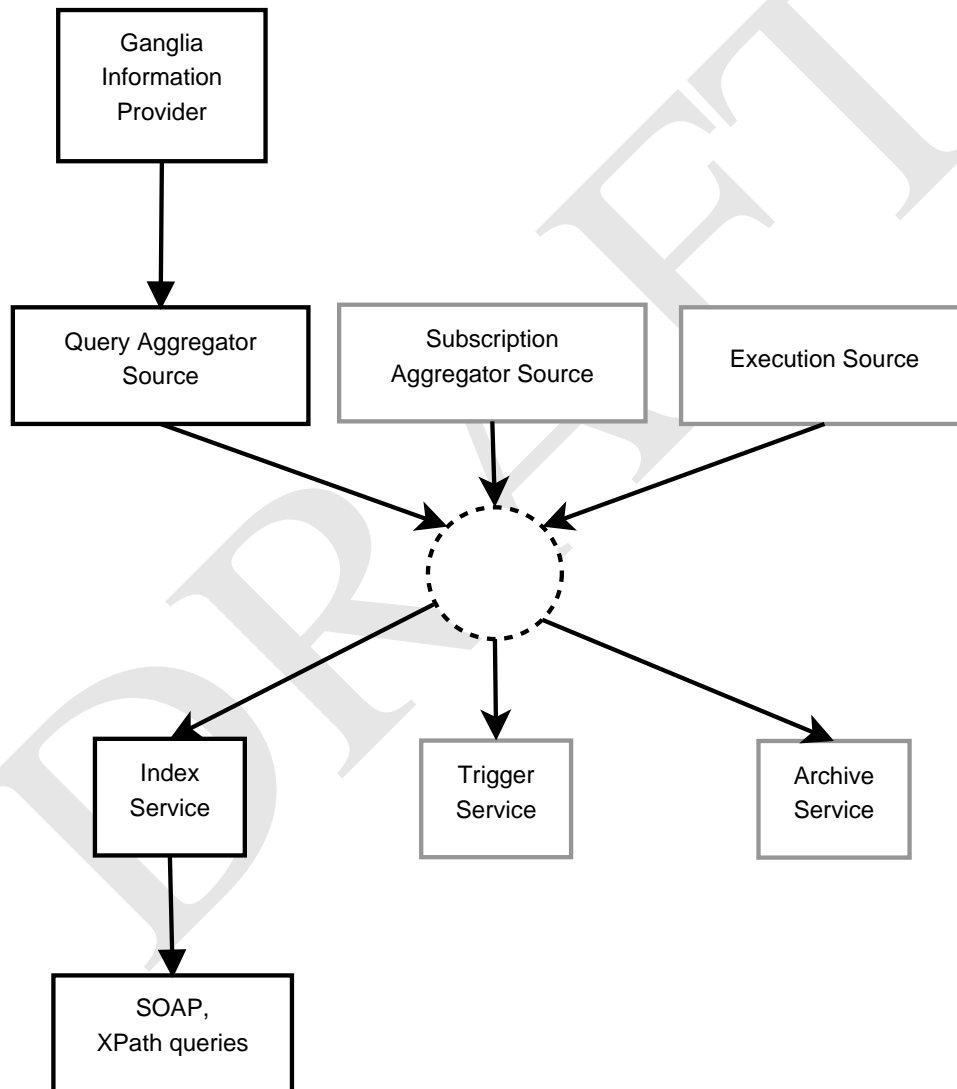 Ganglia
Information
Provider
Query Aggregator
Source
Subscription
Aggregator Source
Execution Source
Index
Service
Trigger
Service
Archive
Service
SOAP,
XPath queries
DRAFT